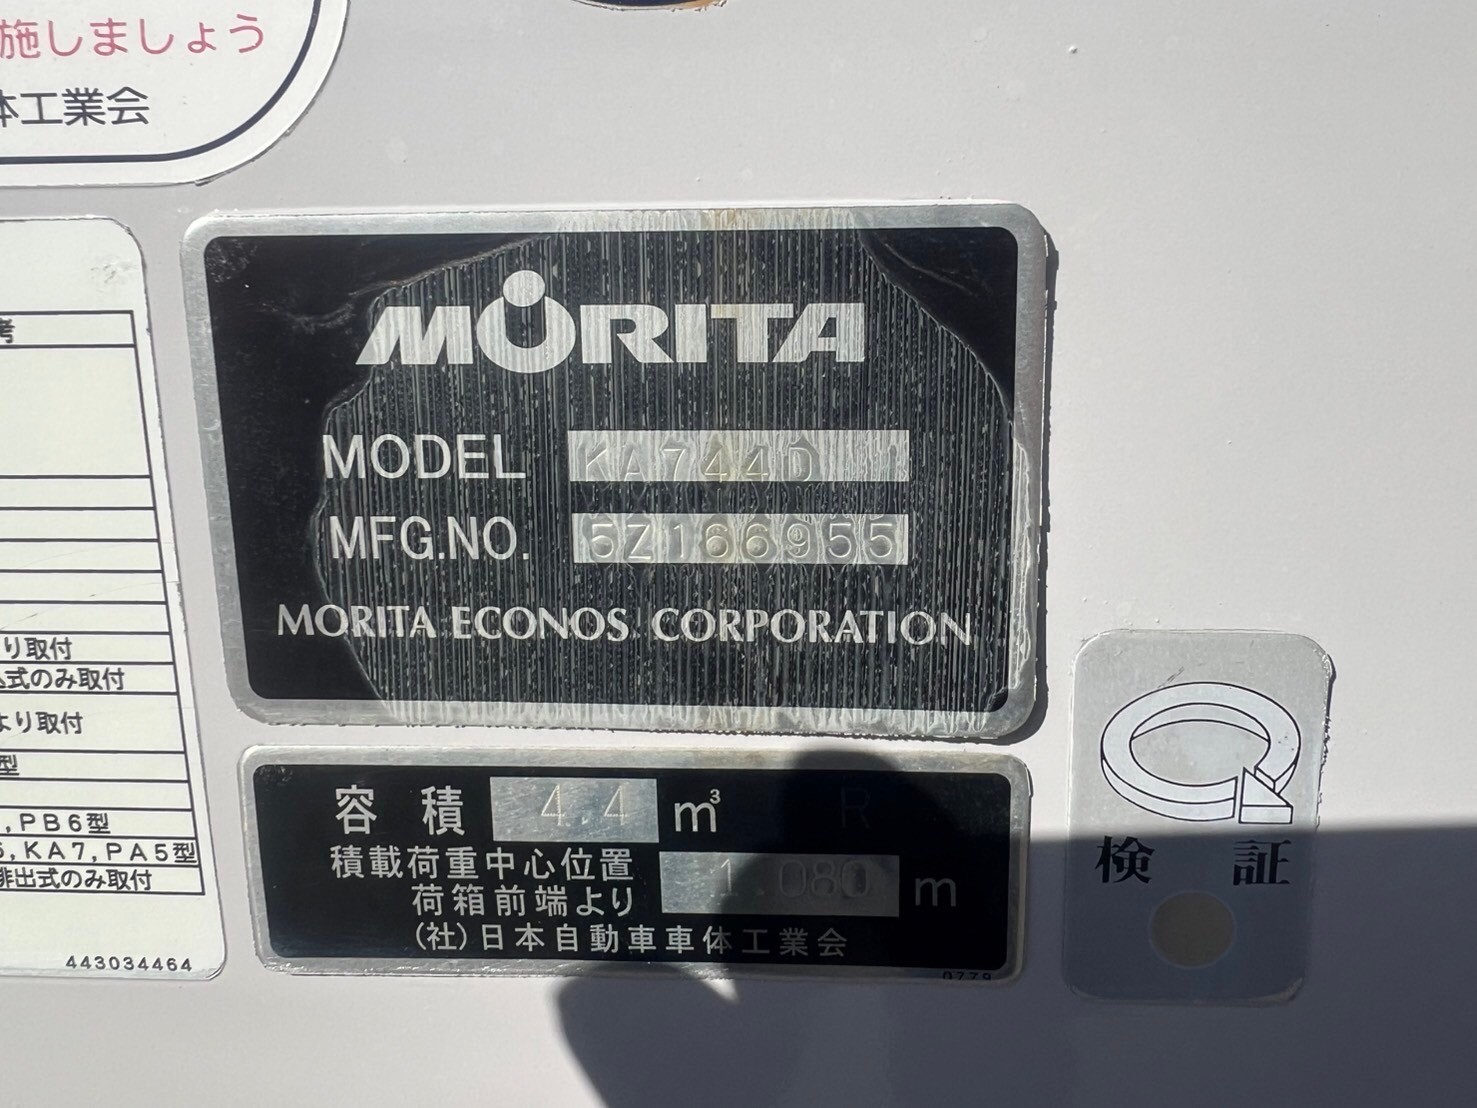 施しましょう
体工業会
考
り取付
式のみ取付
より取付
型
,PB6型
,KA7,PA5型
排出式のみ取付
443034464
MORITA
MODEL KA744D
MFG.NO. 5Z166955
MORITA ECONOS CORPORATION
容積 4.4 m³ R
積載荷重中心位置
荷箱前端より 1.080 m
(社)日本自動車車体工業会
0779
検証